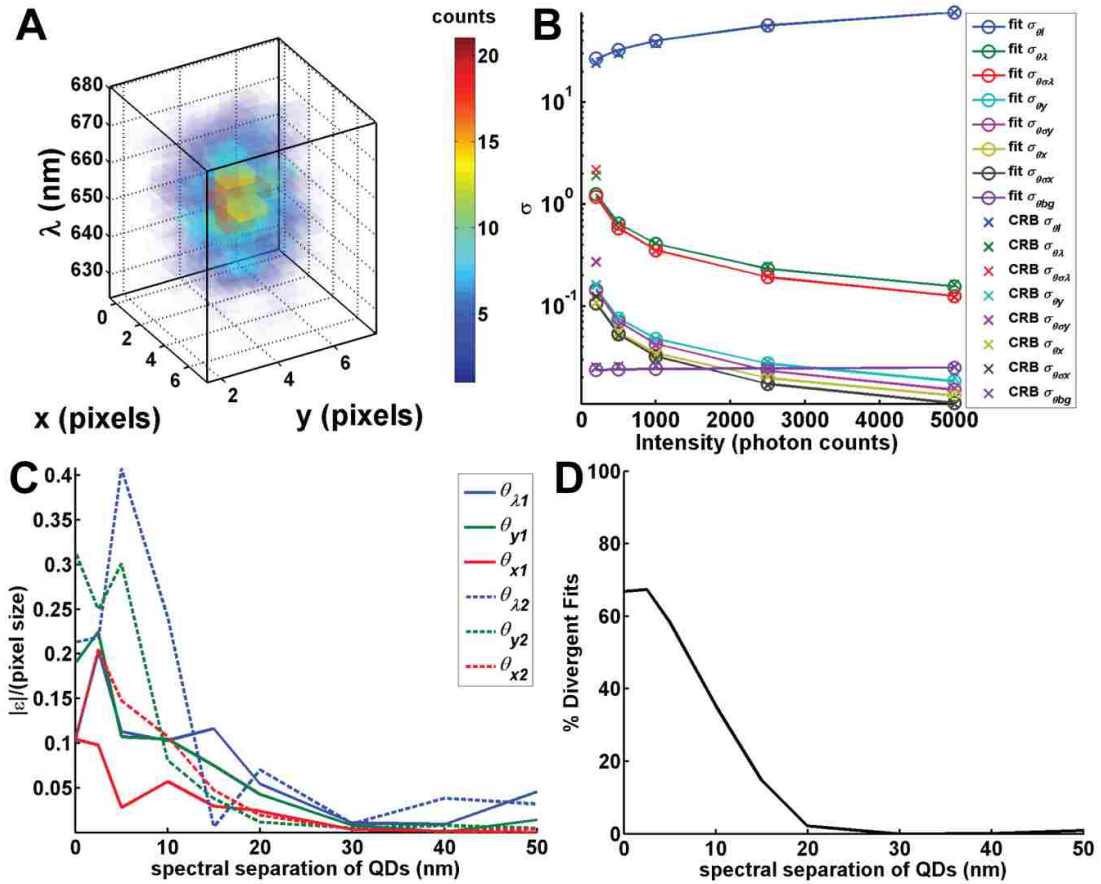 A
counts
20
15
10
5
λ (nm)
680
670
660
650
640
630
0
2
4
6
x (pixels)
2
4
6
y (pixels)
B
σ
10¹
10⁰
10⁻¹
0
1000
2000
3000
4000
5000
Intensity (photon counts)
fit σθI
fit σθλ
fit σθσλ
fit σθy
fit σθσy
fit σθx
fit σθσx
fit σθbg
CRB σθI
CRB σθλ
CRB σθσλ
CRB σθy
CRB σθσy
CRB σθx
CRB σθσx
CRB σθbg
C
|ε|/(pixel size)
0.4
0.35
0.3
0.25
0.2
0.15
0.1
0.05
0
10
20
30
40
50
spectral separation of QDs (nm)
θλ1
θy1
θx1
θλ2
θy2
θx2
D
% Divergent Fits
100
80
60
40
20
0
0
10
20
30
40
50
spectral separation of QDs (nm)